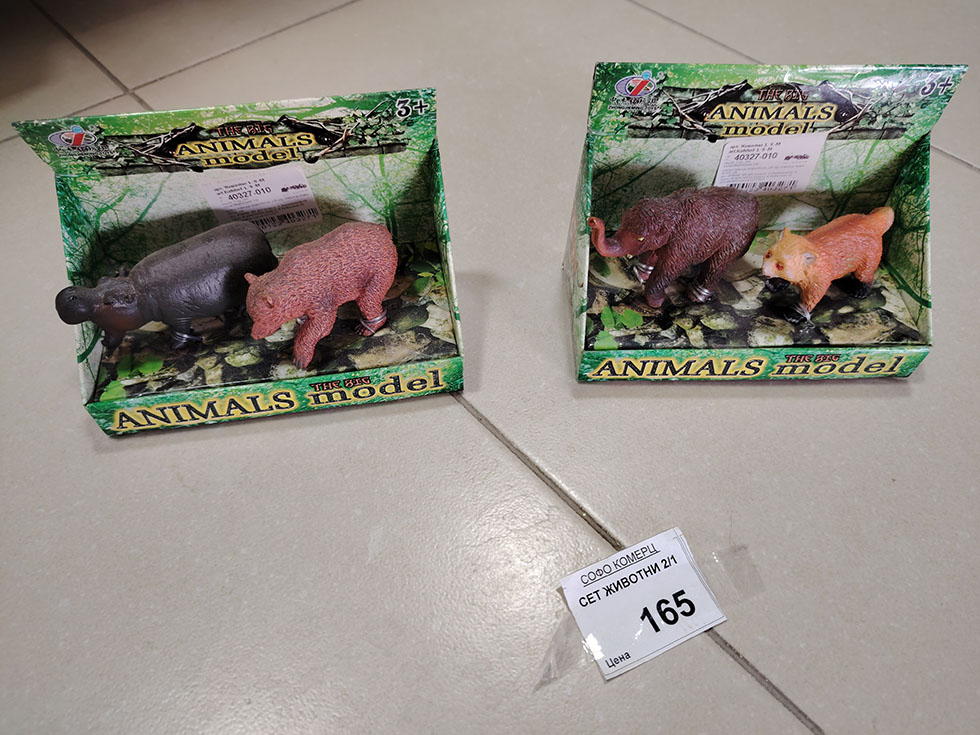 3+
THE BIG
ANIMALS
model
40327-010
THE BIG
ANIMALS model
3+
THE BIG
ANIMALS
model
40327-010
THE BIG
ANIMALS model
СОФО КОМЕРЦ
СЕТ ЖИВОТНИ 2/1
165
Цена